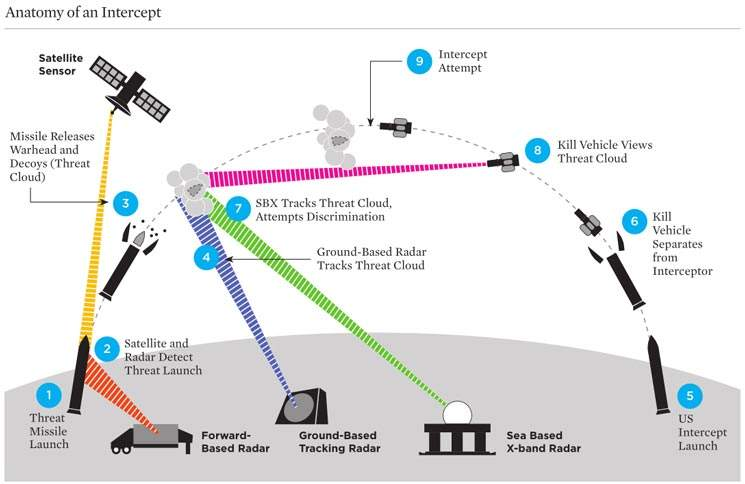 Anatomy of an Intercept
Satellite
Sensor
9
Intercept
Attempt
Missile Releases
Warhead and
Decoys (Threat
Cloud)
3
8
Kill Vehicle Views
Threat Cloud
7
SBX Tracks Threat Cloud,
Attempts Discrimination
6
Kill
Vehicle
Separates
from
Interceptor
4
Ground-Based Radar
Tracks Threat Cloud
2
Satellite and
Radar Detect
Threat Launch
1
Threat
Missile
Launch
5
US
Intercept
Launch
Forward-
Based Radar
Ground-Based
Tracking Radar
Sea Based
X-band Radar